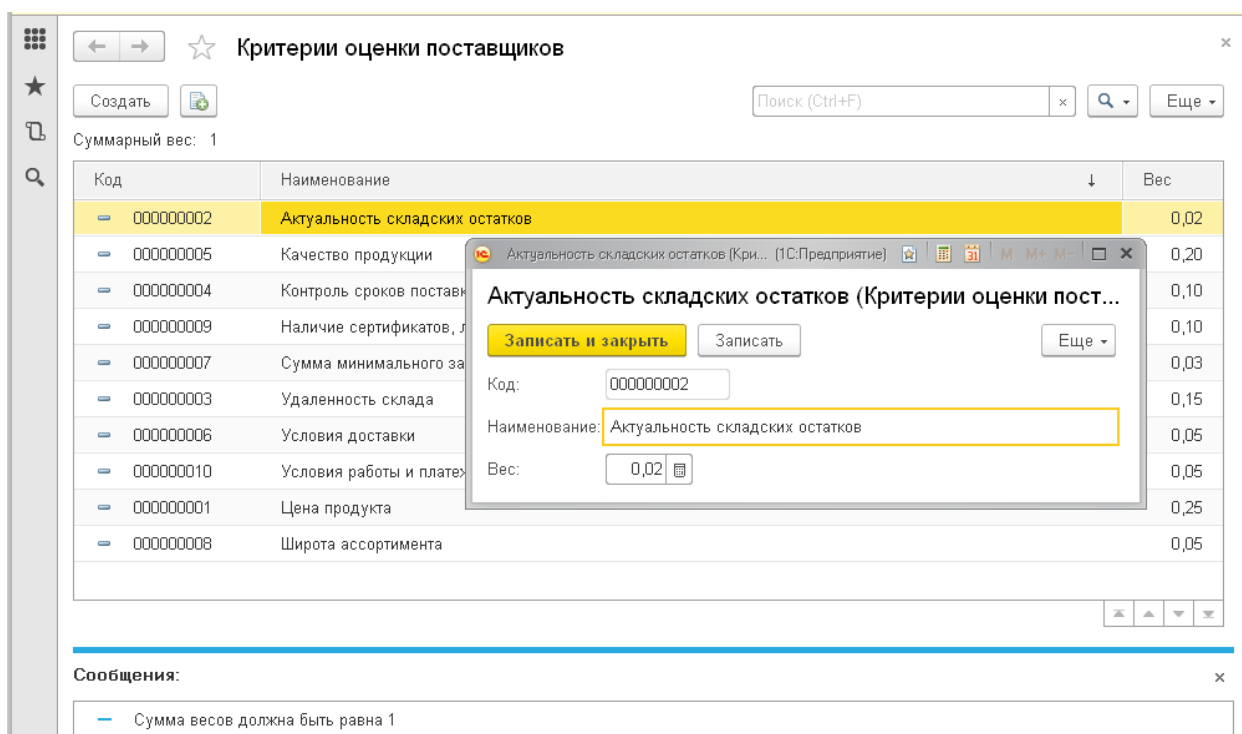 Критерии оценки поставщиков
Создать Поиск (Ctrl+F) Еще
Суммарный вес: 1
Код Наименование Вес
000000002 Актуальность складских остатков 0,02
000000005 Качество продукции 0,20
000000004 Контроль сроков 0,10
000000009 Наличие сертификатов, 0,10
000000007 Сумма минимального 0,03
000000003 Удаленность склада 0,15
000000006 Условия доставки 0,05
000000010 Условия работы и 0,05
000000001 Цена продукта 0,25
000000008 Широта ассортимента 0,05
Актуальность складских остатков (Кри... (1С:Предприятие) 31 M M+ M-
Актуальность складских остатков (Критерии оценки пост...
Записать и закрыть Записать Еще
Код: 000000002
Наименование: Актуальность складских остатков
Вес: 0,02
Сообщения:
Сумма весов должна быть равна 1